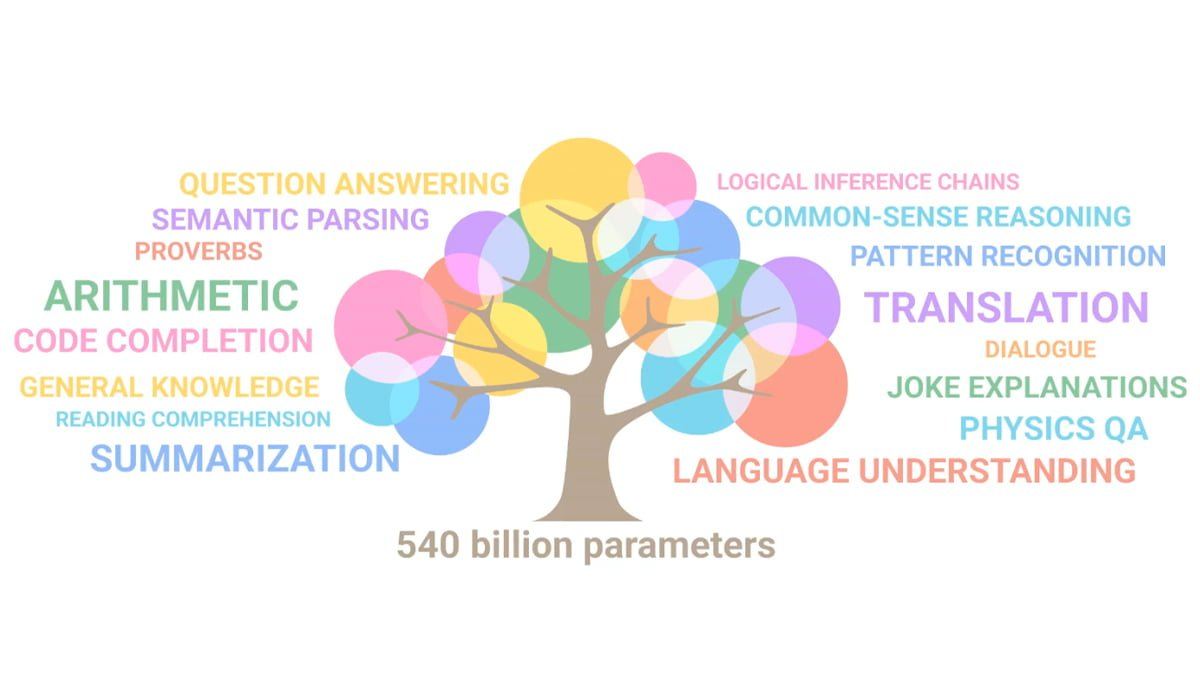 QUESTION ANSWERING
SEMANTIC PARSING
PROVERBS
ARITHMETIC
CODE COMPLETION
GENERAL KNOWLEDGE
READING COMPREHENSION
SUMMARIZATION
LOGICAL INFERENCE CHAINS
COMMON-SENSE REASONING
PATTERN RECOGNITION
TRANSLATION
DIALOGUE
JOKE EXPLANATIONS
PHYSICS QA
LANGUAGE UNDERSTANDING
540 billion parameters